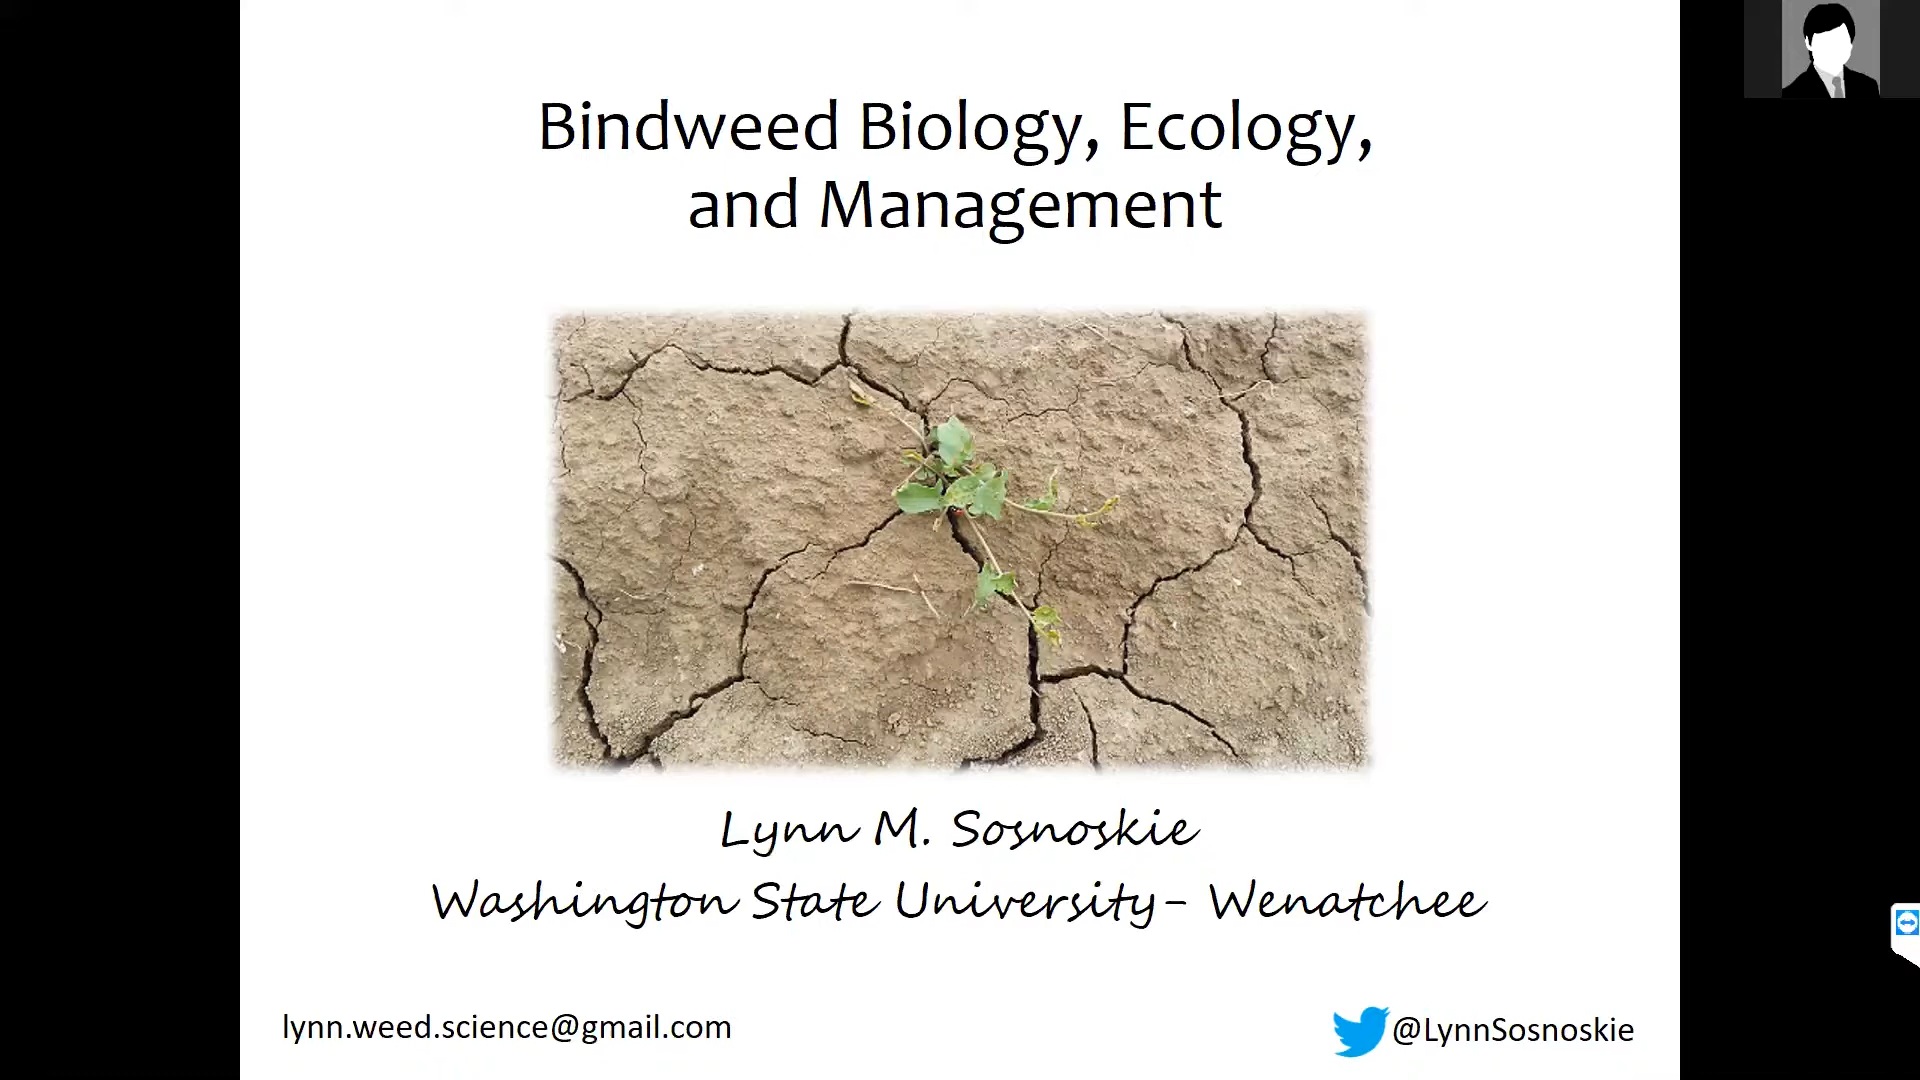 Bindweed Biology, Ecology,
and Management
Lynn M. Sosnoskie
Washington State University- Wenatchee
lynn.weed.science@gmail.com
@LynnSosnoskie